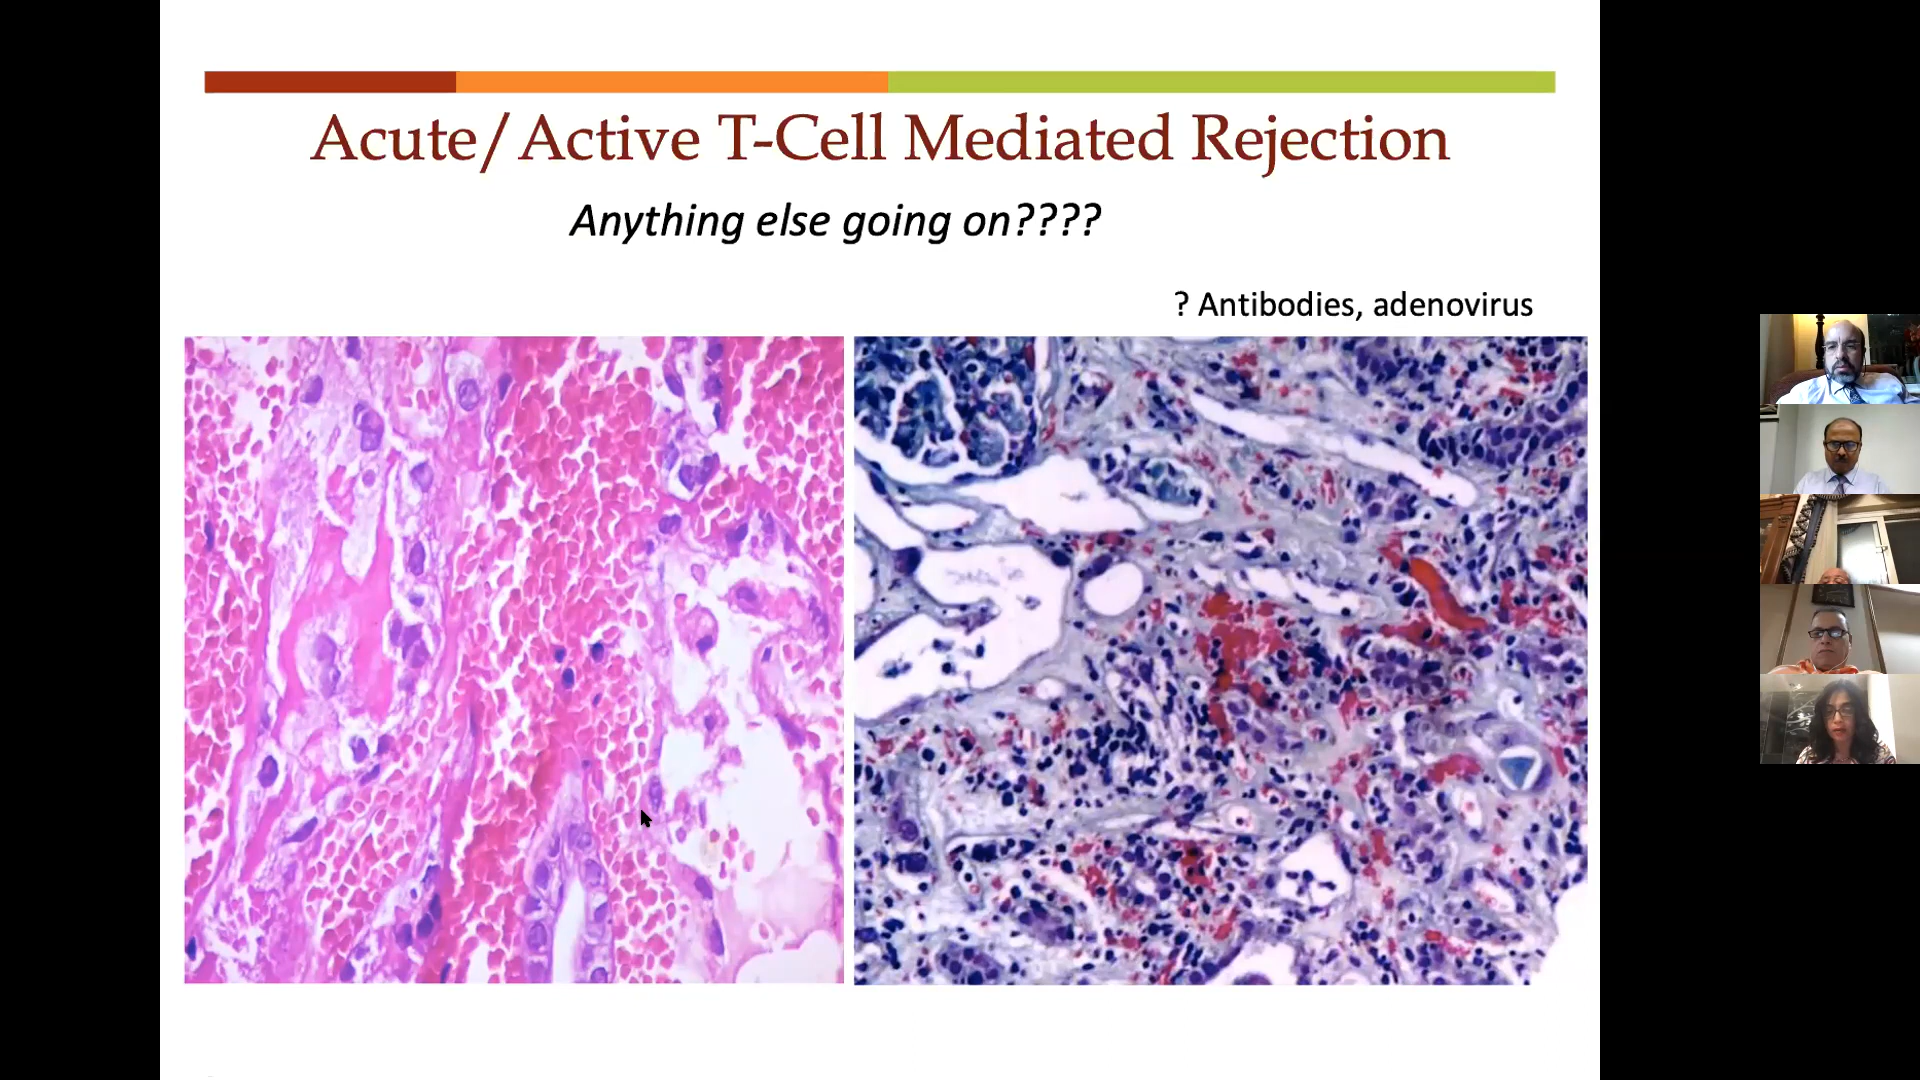 Acute/Active T-Cell Mediated Rejection
Anything else going on????
? Antibodies, adenovirus